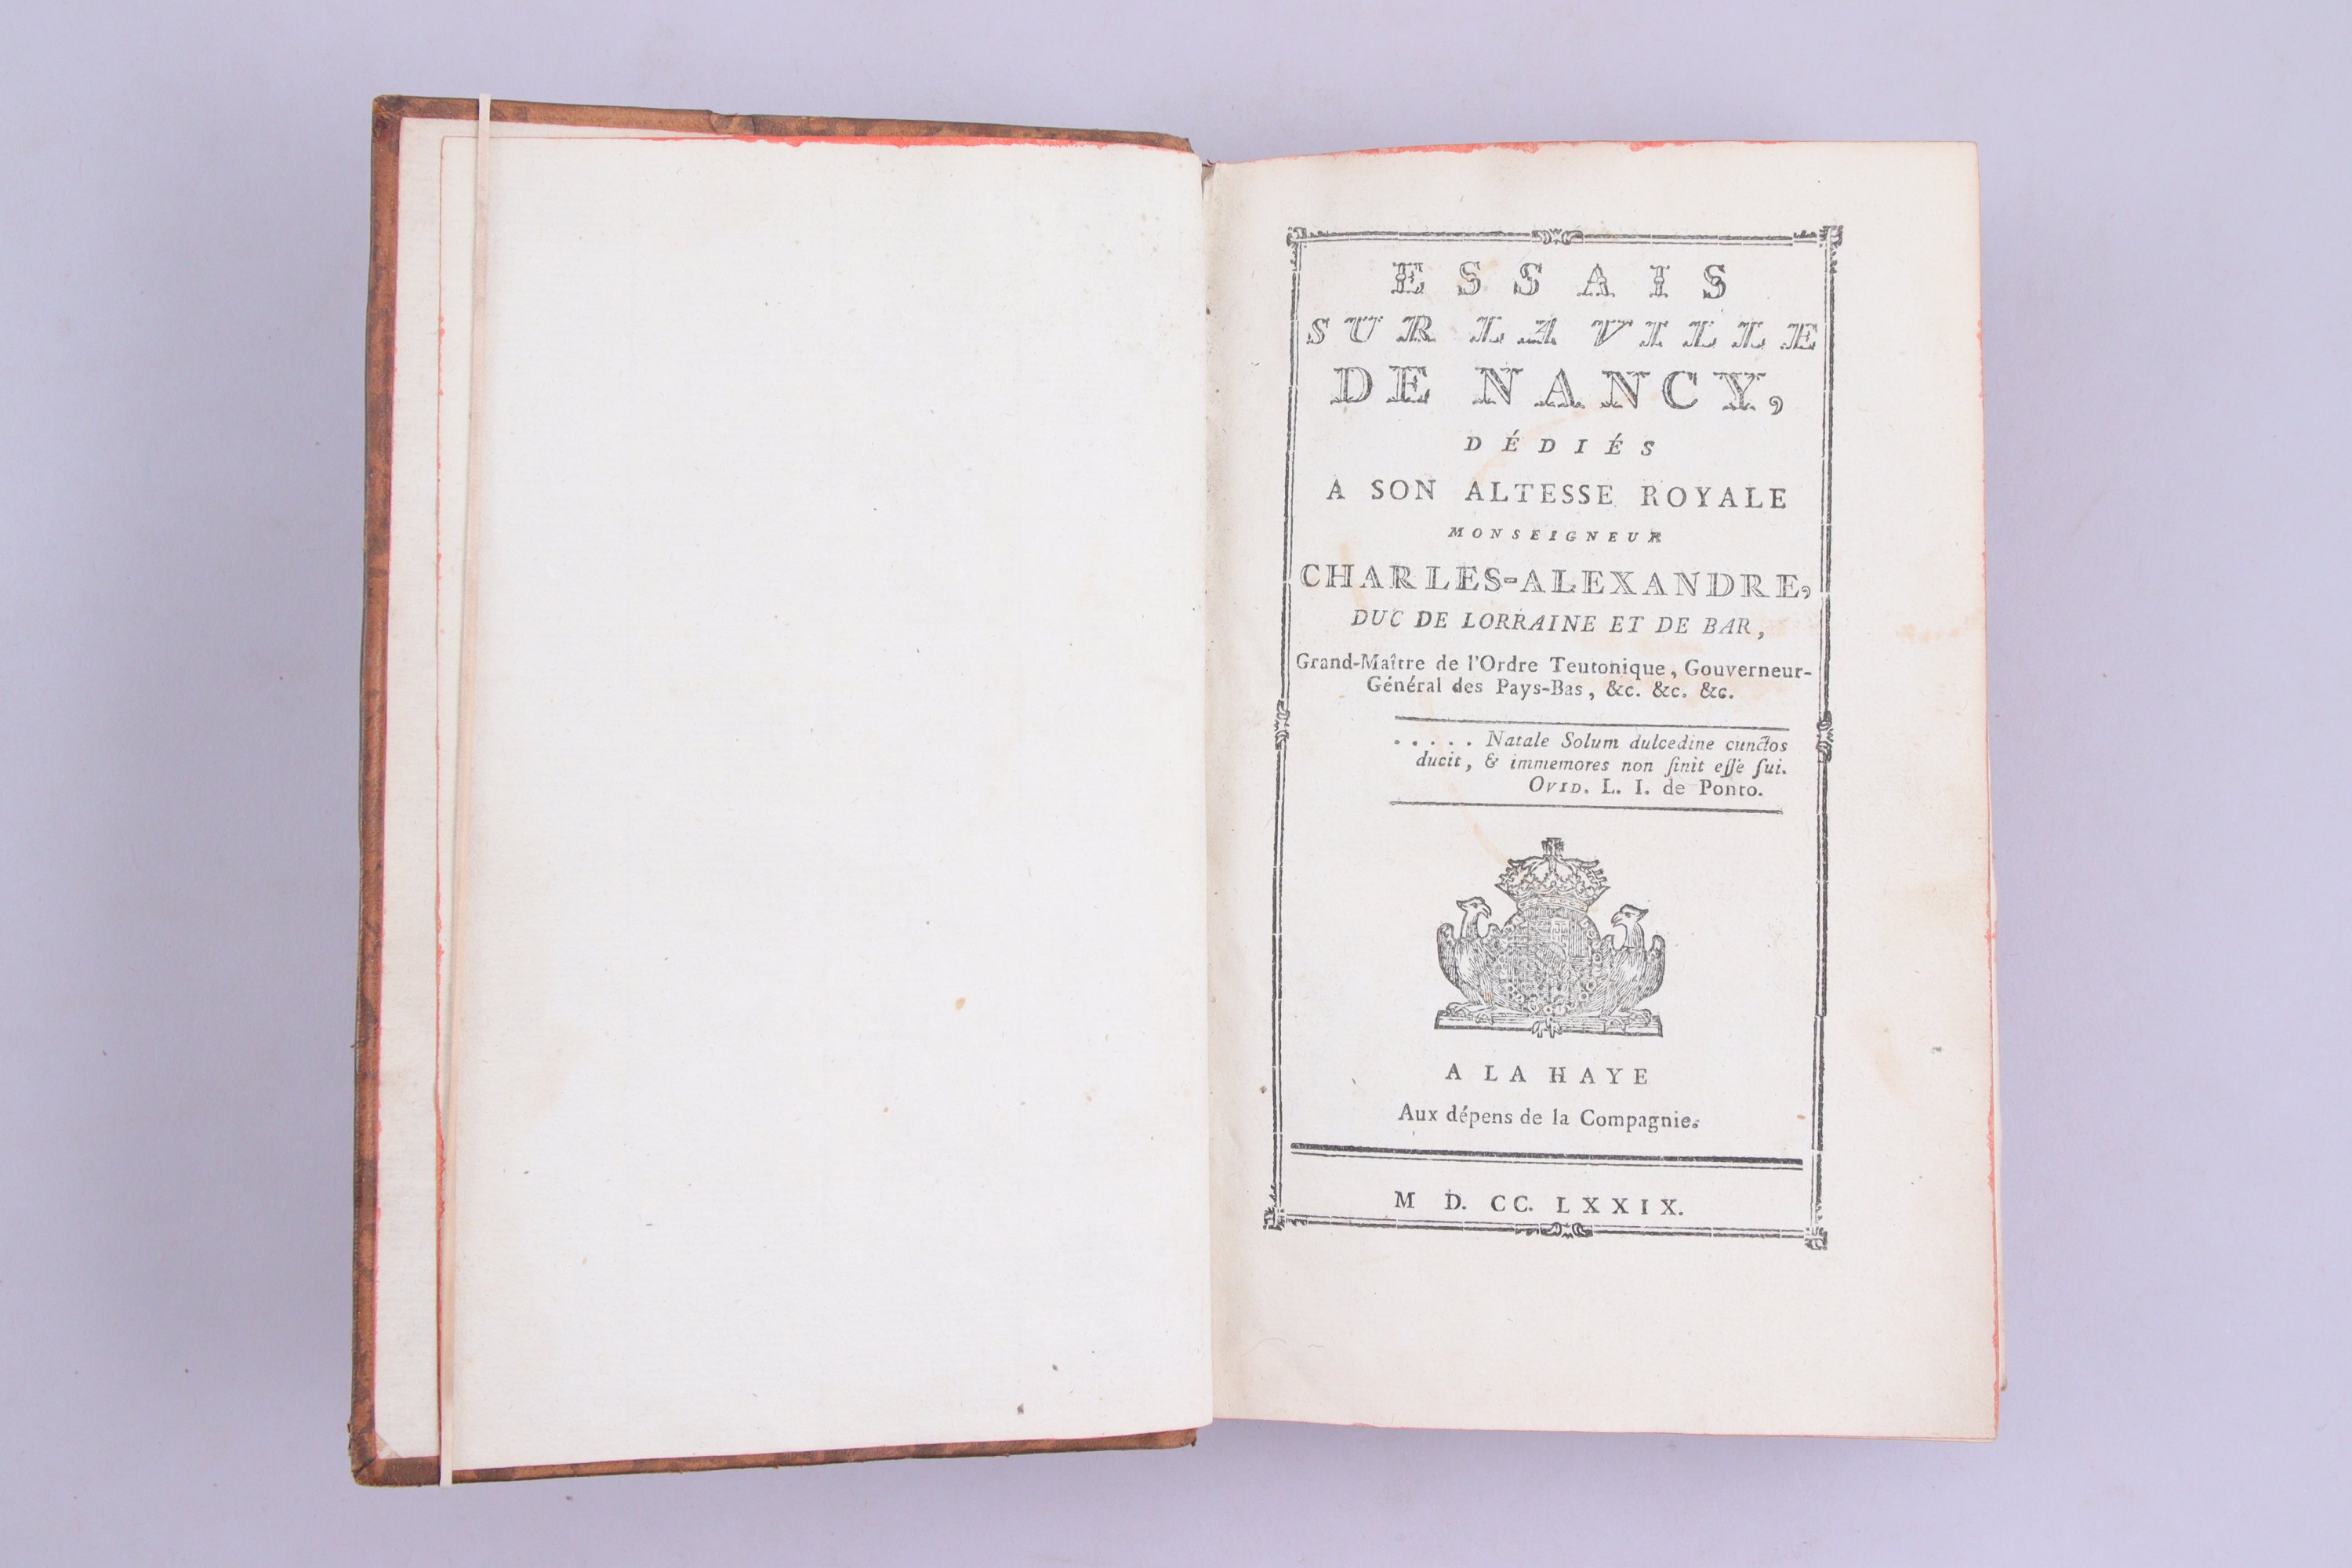 ESSAIS
SUR LA VILLE
DE NANCY,
DÉDIÉS
A SON ALTESSE ROYALE
MONSEIGNEUR
CHARLES-ALEXANDRE,
DUC DE LORRAINE ET DE BAR,
Grand-Maître de l'Ordre Teutonique, Gouverneur-
Général des Pays-Bas, &c. &c. &c.
..... Natale Solum dulcedine cunctos
ducit, & immemores non ſinit eſſe ſui.
OVID. L. I. de Ponto.
A LA HAYE
Aux dépens de la Compagnie.
M D. CC. LXXIX.